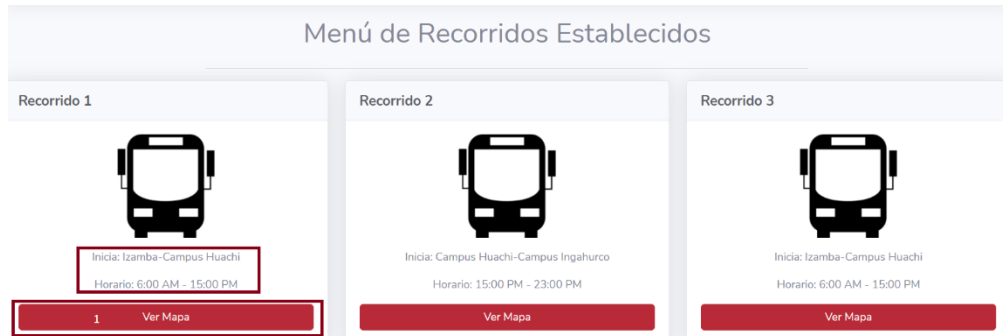 Menú de Recorridos Establecidos
Recorrido 1
Inicia: Izamba-Campus Huachi
Horario: 6:00 AM - 15:00 PM
1 Ver Mapa
Recorrido 2
Inicia: Campus Huachi-Campus Ingahurco
Horario: 15:00 PM - 23:00 PM
Ver Mapa
Recorrido 3
Inicia: Izamba-Campus Huachi
Horario: 6:00 AM - 15:00 PM
Ver Mapa